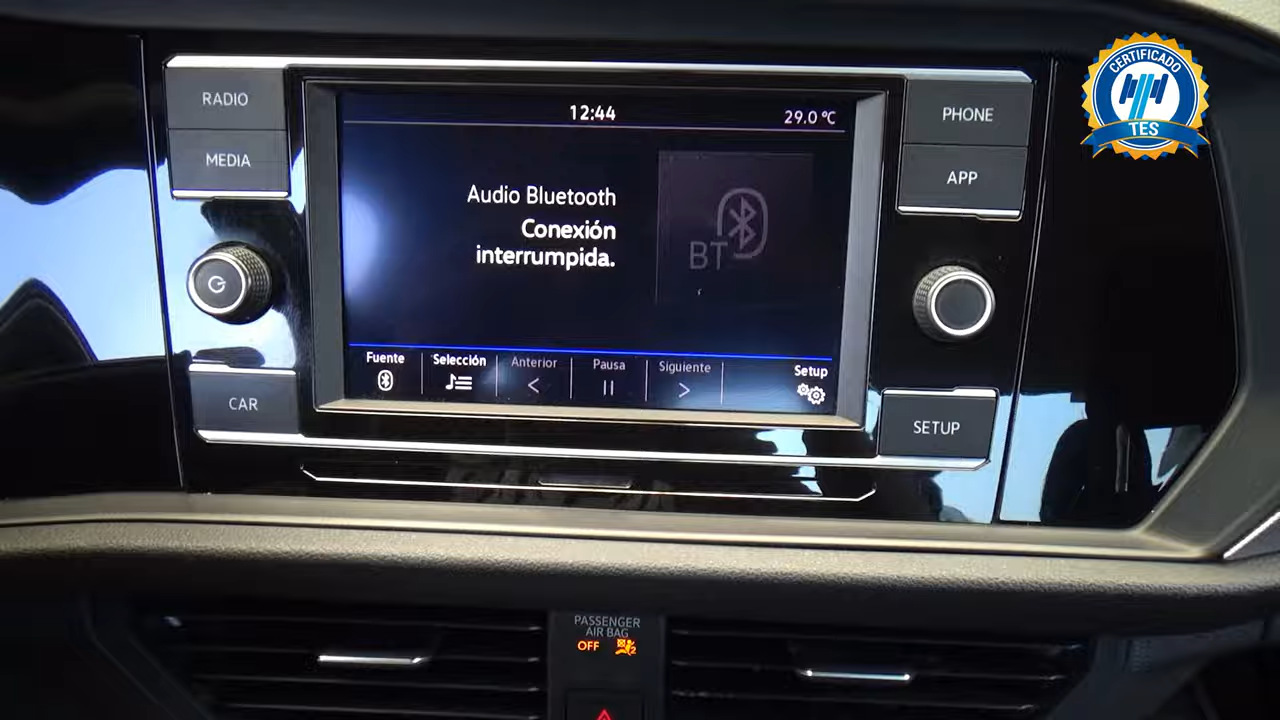 CERTIFICADO
TES
RADIO
MEDIA
CAR
12:44
29.0 °C
Audio Bluetooth
Conexión
interrumpida.
BT
Fuente
Selección
Anterior
Pausa
Siguiente
Setup
PHONE
APP
SETUP
PASSENGER
AIR BAG
OFF